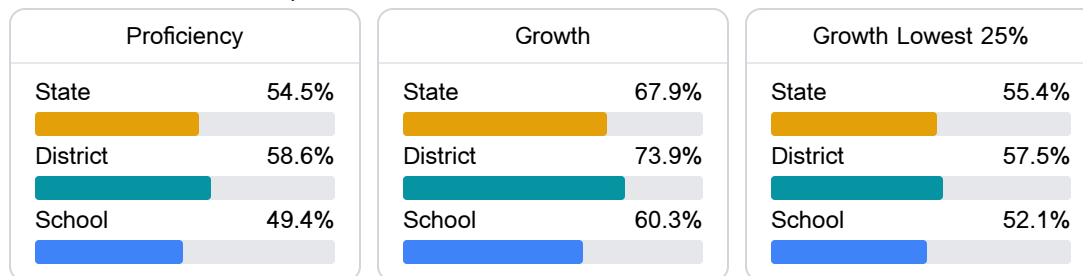 Proficiency
State 54.5%
District 58.6%
School 49.4%
Growth
State 67.9%
District 73.9%
School 60.3%
Growth Lowest 25%
State 55.4%
District 57.5%
School 52.1%